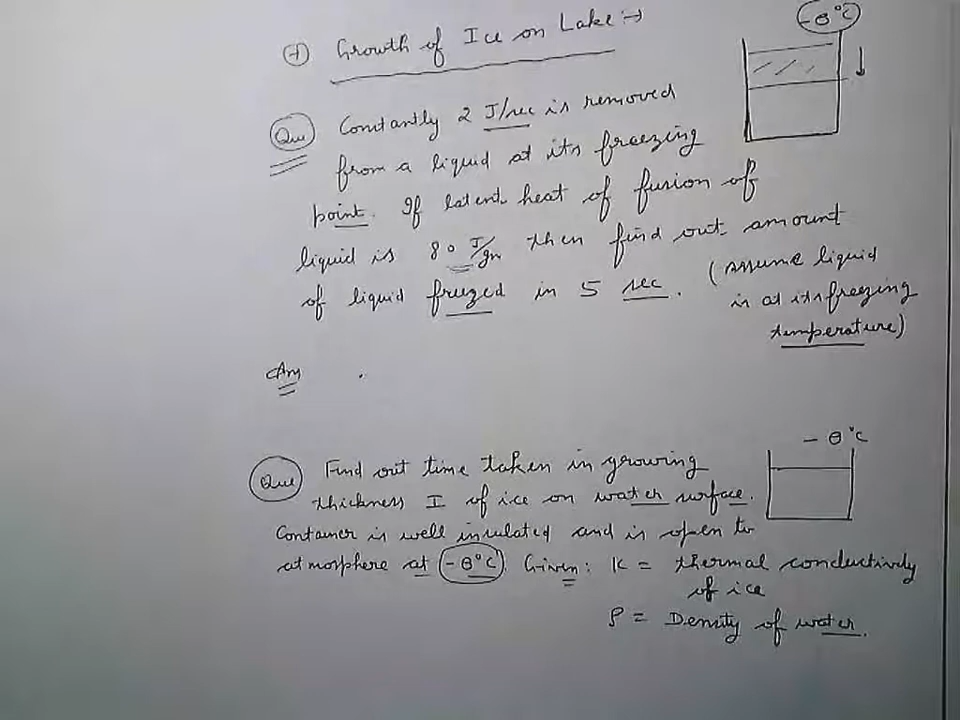 + Growth of Ice on Lake :→
-θ°C
Que Constantly 2 J/sec is removed
from a liquid at its freezing
point. If latent heat of fusion of
liquid is 80 J/gm then find out amount
of liquid freezed in 5 sec. (assume liquid
is at its freezing
temperature)
Ans .
-θ°C
Que Find out time taken in growing
thickness I of ice on water surface.
Container is well insulated and is open to
atmosphere at -θ°C. Given: K = thermal conductivity
of ice
ρ = Density of water.